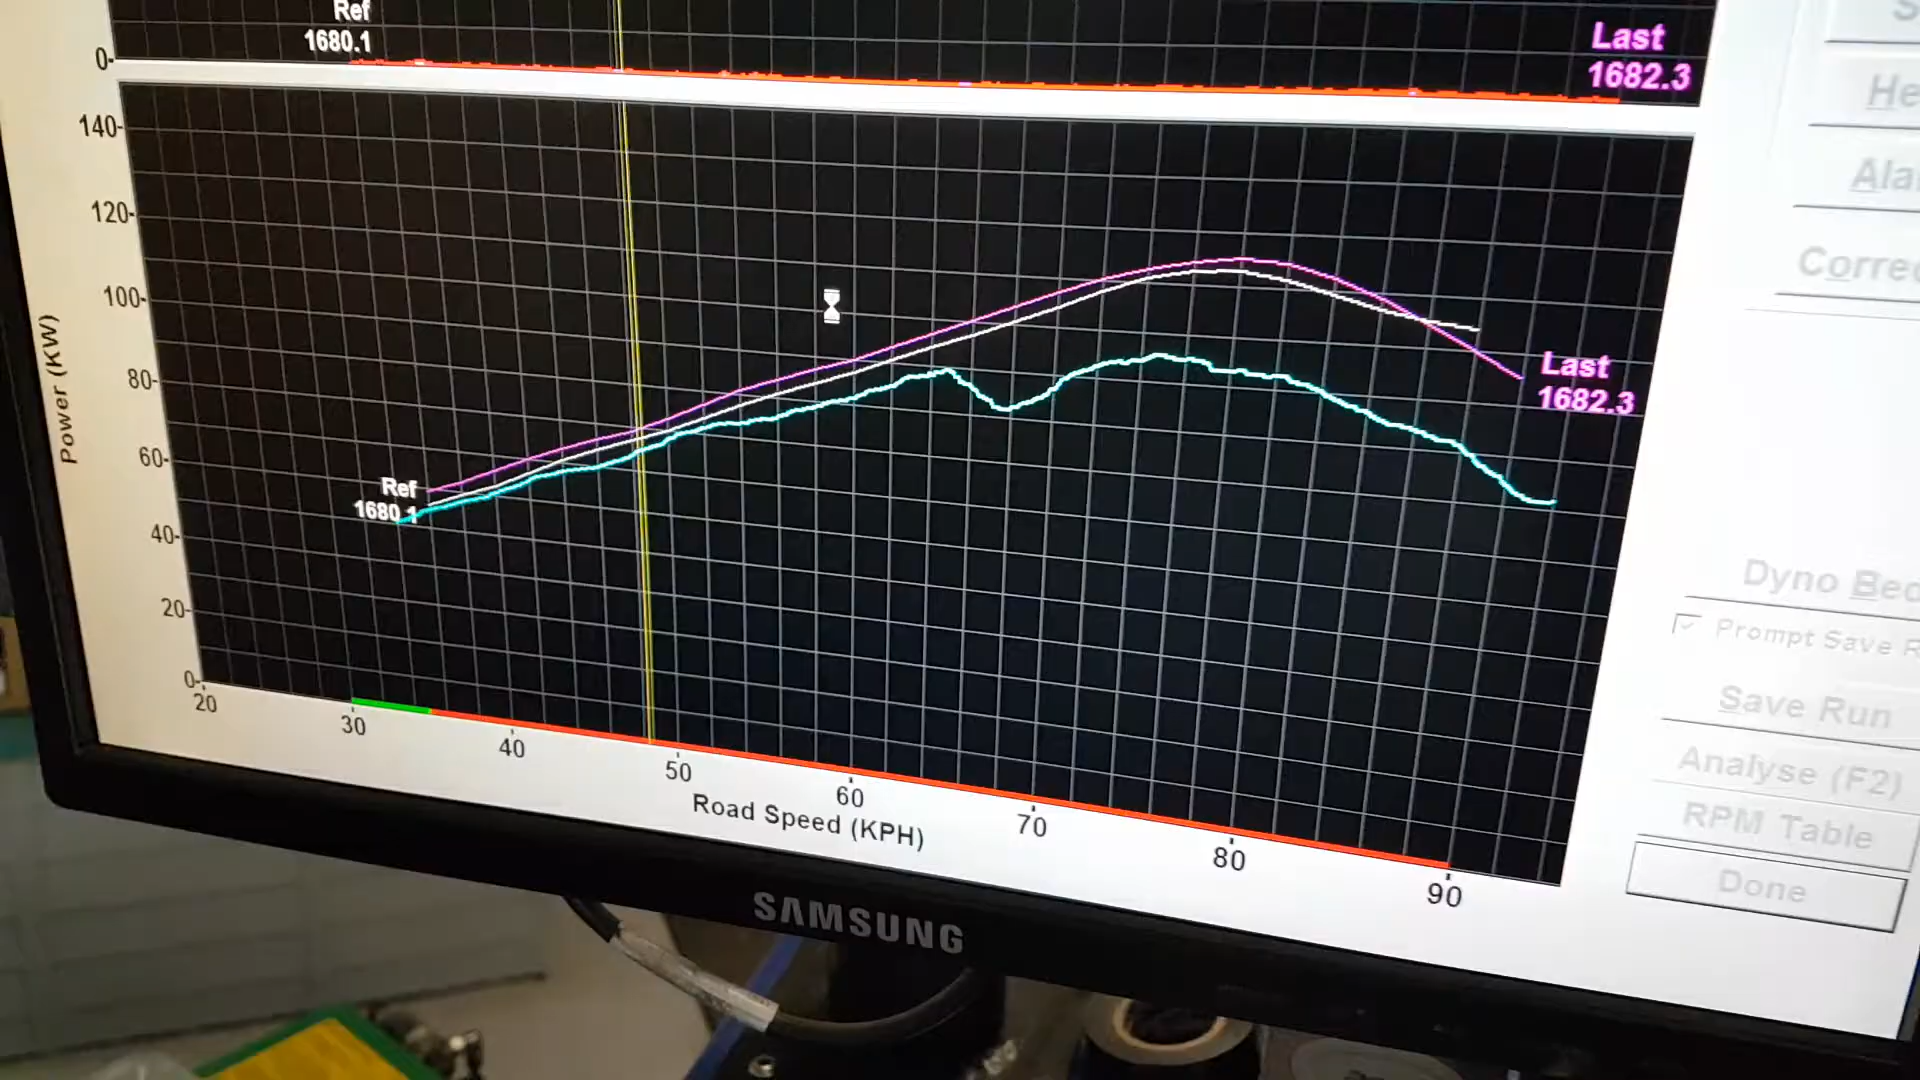 Ref
1680.1
Last
1682.3
0-
140-
120-
100-
80-
60-
40-
20-
0-
Power (KW)
Ref
1680.1
Last
1682.3
20
30
40
50
60
70
80
90
Road Speed (KPH)
Dyno
Prompt Save
Save Run
Analyse (F2)
RPM Table
Done
SAMSUNG